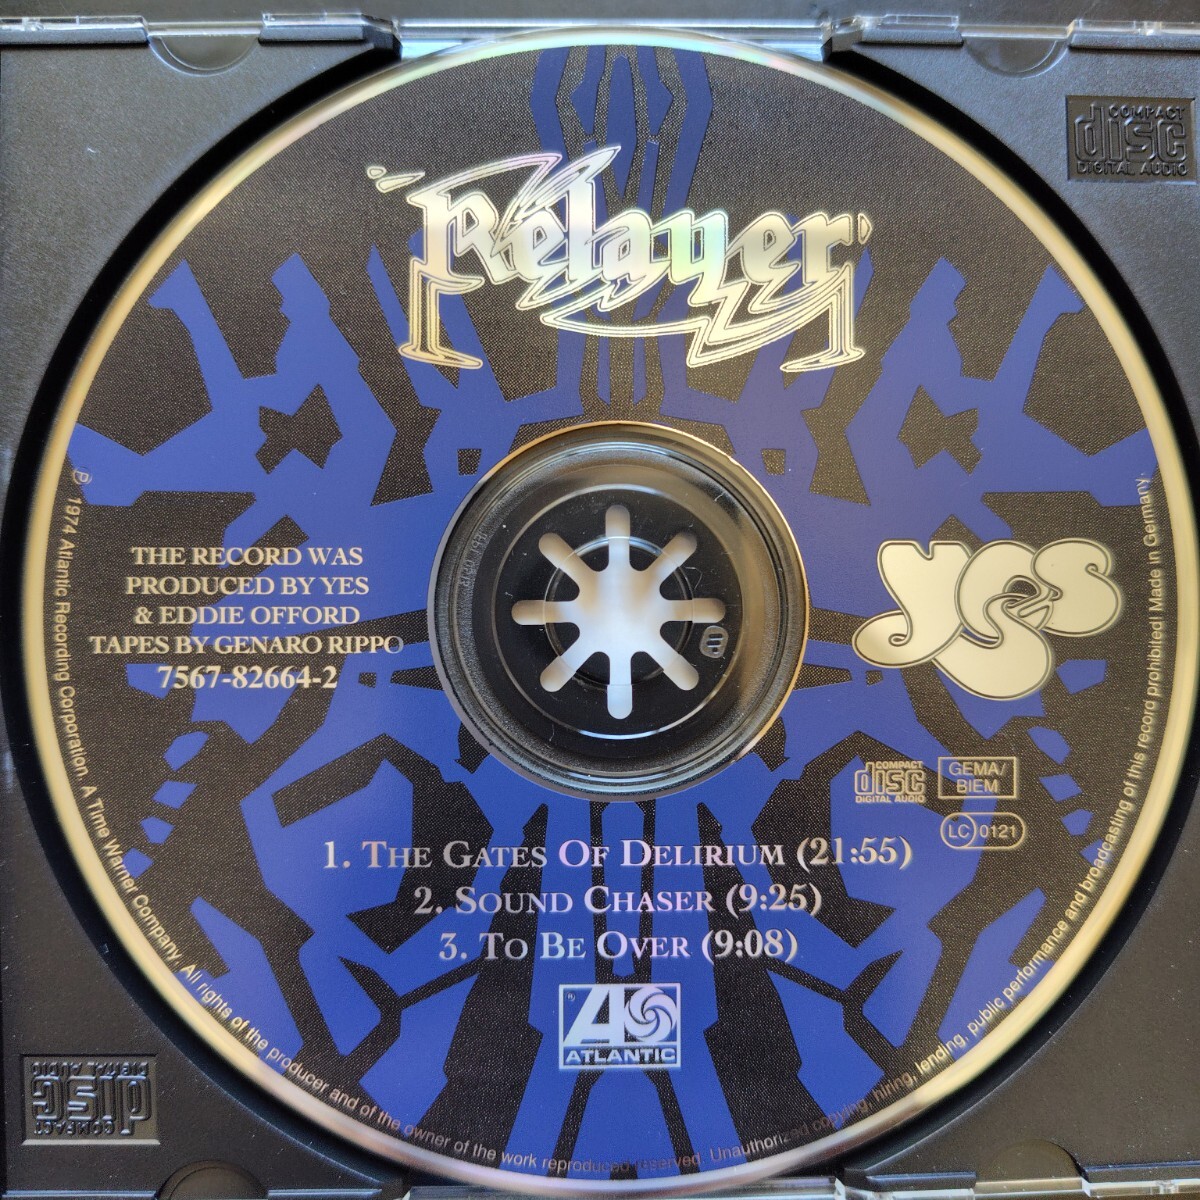 Relayer
COMPACT
disc
DIGITAL AUDIO
THE RECORD WAS
PRODUCED BY YES
& EDDIE OFFORD
TAPES BY GENARO RIPPO
7567-82664-2
yes
COMPACT
disc
DIGITAL AUDIO
GEMA/
BIEM
LC 0121
1. THE GATES OF DELIRIUM (21:55)
2. SOUND CHASER (9:25)
3. TO BE OVER (9:08)
ATLANTIC
℗ 1974 Atlantic Recording Corporation. A Time Warner Company. All rights of the producer and of the owner of the work reproduced reserved. Unauthorized copying, hiring, lending, public performance and broadcasting of this record prohibited! Made in Germany
COMPACT
disc
DIGITAL AUDIO